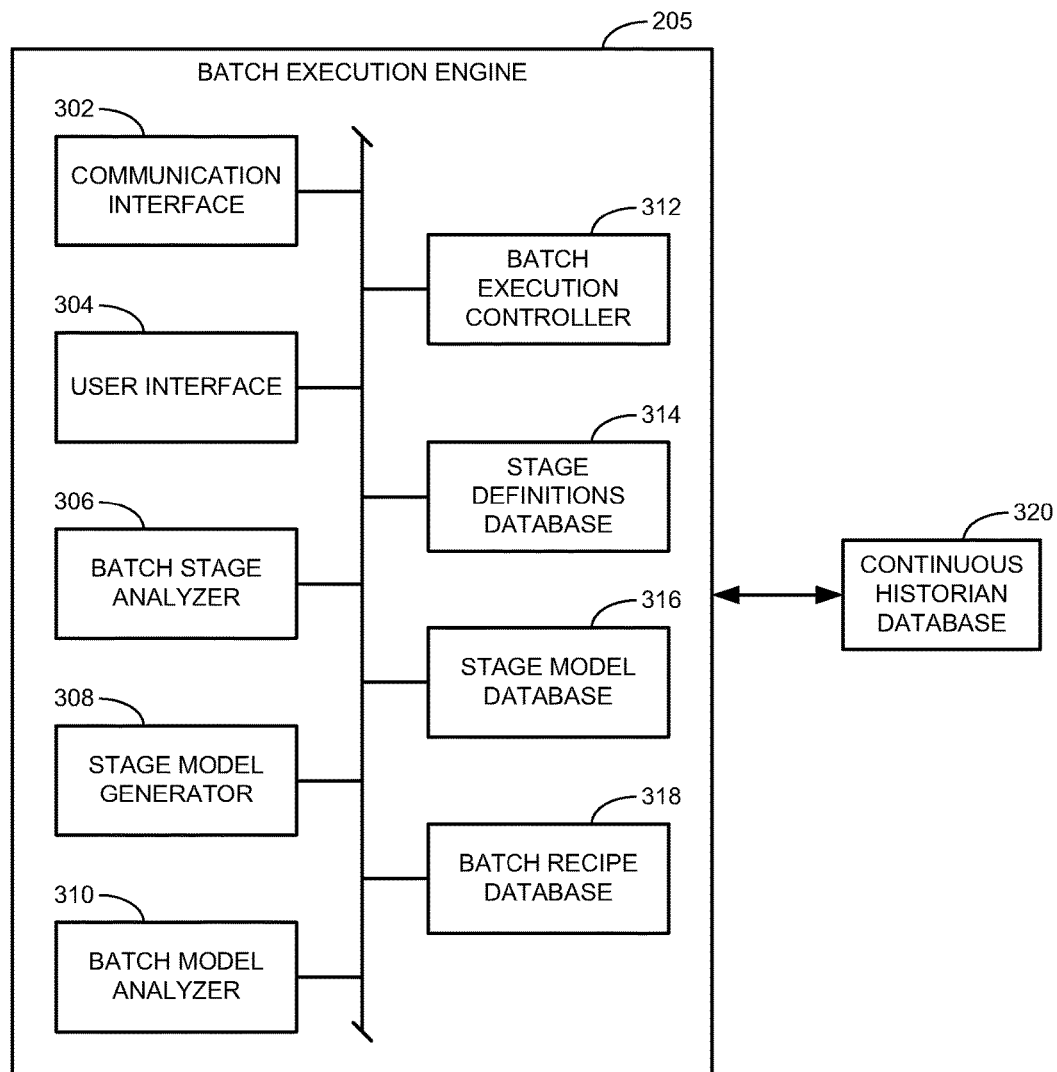 205
BATCH EXECUTION ENGINE
302
COMMUNICATION
INTERFACE
312
BATCH
EXECUTION
CONTROLLER
304
USER INTERFACE
314
STAGE
DEFINITIONS
DATABASE
306
BATCH STAGE
ANALYZER
320
CONTINUOUS
HISTORIAN
DATABASE
316
STAGE MODEL
DATABASE
308
STAGE MODEL
GENERATOR
318
BATCH RECIPE
DATABASE
310
BATCH MODEL
ANALYZER